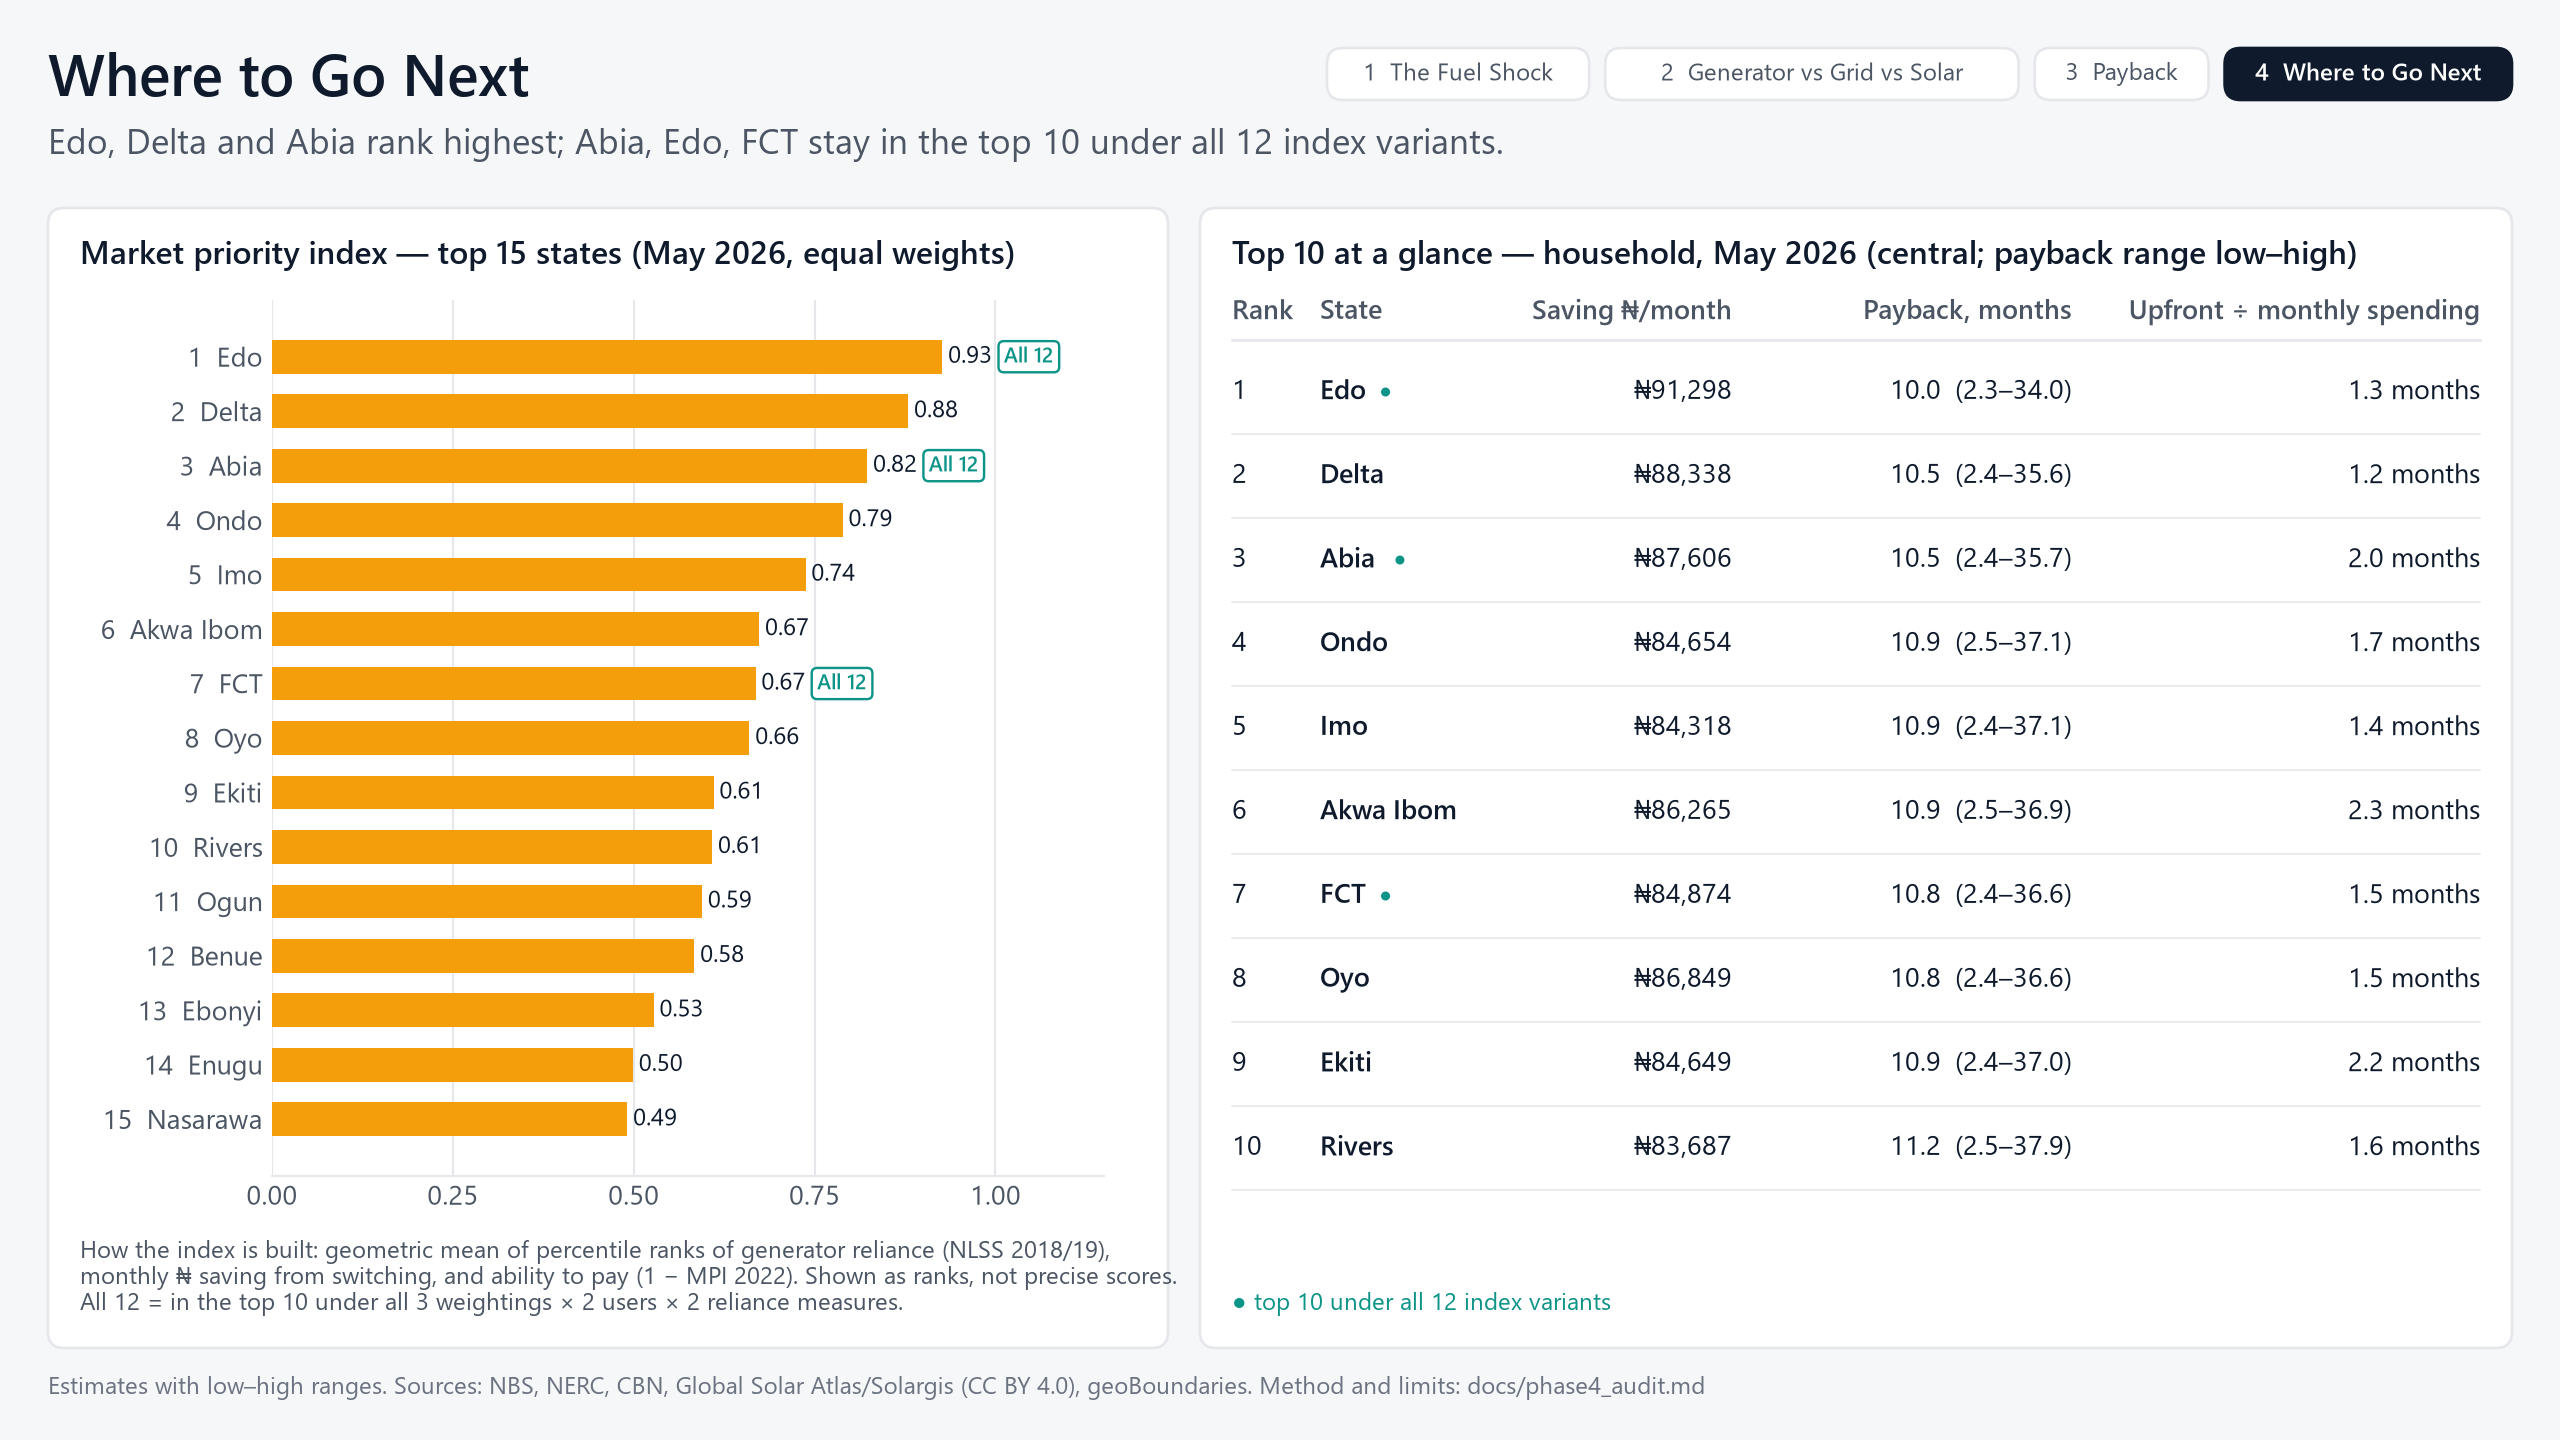 Where to Go Next
1 The Fuel Shock
2 Generator vs Grid vs Solar
3 Payback
4 Where to Go Next
Edo, Delta and Abia rank highest; Abia, Edo, FCT stay in the top 10 under all 12 index variants.
Market priority index — top 15 states (May 2026, equal weights)
1 Edo 0.93 All 12
2 Delta 0.88
3 Abia 0.82 All 12
4 Ondo 0.79
5 Imo 0.74
6 Akwa Ibom 0.67
7 FCT 0.67 All 12
8 Oyo 0.66
9 Ekiti 0.61
10 Rivers 0.61
11 Ogun 0.59
12 Benue 0.58
13 Ebonyi 0.53
14 Enugu 0.50
15 Nasarawa 0.49
0.00 0.25 0.50 0.75 1.00
How the index is built: geometric mean of percentile ranks of generator reliance (NLSS 2018/19),
monthly ₦ saving from switching, and ability to pay (1 − MPI 2022). Shown as ranks, not precise scores.
All 12 = in the top 10 under all 3 weightings × 2 users × 2 reliance measures.
Top 10 at a glance — household, May 2026 (central; payback range low–high)
Rank State Saving ₦/month Payback, months Upfront ÷ monthly spending
1 Edo ● ₦91,298 10.0 (2.3–34.0) 1.3 months
2 Delta ₦88,338 10.5 (2.4–35.6) 1.2 months
3 Abia ● ₦87,606 10.5 (2.4–35.7) 2.0 months
4 Ondo ₦84,654 10.9 (2.5–37.1) 1.7 months
5 Imo ₦84,318 10.9 (2.4–37.1) 1.4 months
6 Akwa Ibom ₦86,265 10.9 (2.5–36.9) 2.3 months
7 FCT ● ₦84,874 10.8 (2.4–36.6) 1.5 months
8 Oyo ₦86,849 10.8 (2.4–36.6) 1.5 months
9 Ekiti ₦84,649 10.9 (2.4–37.0) 2.2 months
10 Rivers ₦83,687 11.2 (2.5–37.9) 1.6 months
● top 10 under all 12 index variants
Estimates with low–high ranges. Sources: NBS, NERC, CBN, Global Solar Atlas/Solargis (CC BY 4.0), geoBoundaries. Method and limits: docs/phase4_audit.md